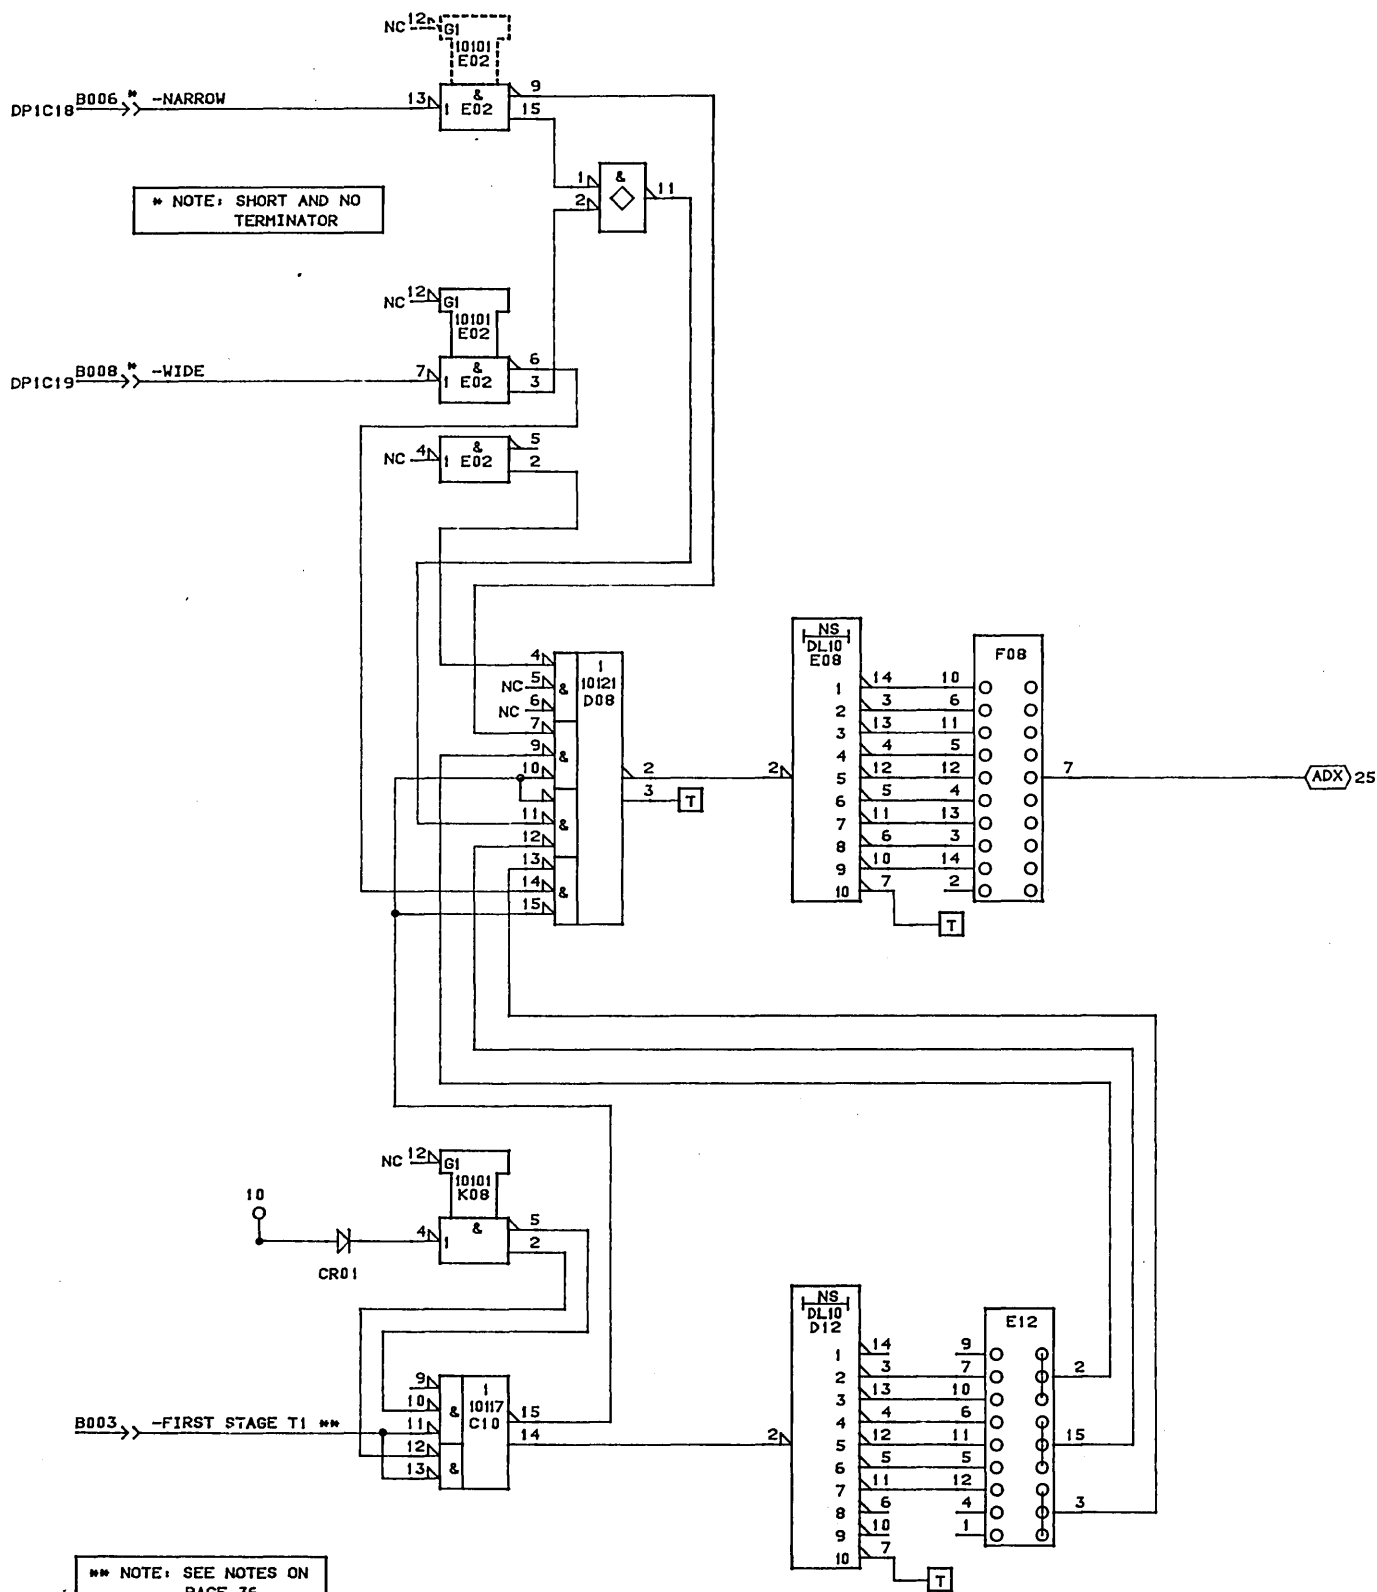 NC 12 G1
10101
E02
DP1C18 B006 * -NARROW 13 1 & E02 9
15
1 & 11
2
* NOTE: SHORT AND NO
TERMINATOR
NC 12 G1
10101
E02
DP1C19 B008 * -WIDE 7 1 & E02 6
3
NC 4 1 & E02 5
2
4 1
NC 5 & 10121
NC 6 D08
7
9 &
10 2
3 T
11 &
12
13
14 &
15
NS
DL10
E08
2
1 14 10
2 3 6
3 13 11
4 4 5
5 12 12
6 5 4
7 11 13
8 6 3
9 10 14
10 7 2
T
F08
7 ADX 25
NC 12 G1
10101
K08
10
CR01
4 1 & 5
2
B003 -FIRST STAGE T1 **
9 1
10 & 10117
11 C10 15
12 14
13 &
NS
DL10
D12
2
1 14 9
2 3 7 2
3 13 10
4 4 6
5 12 11 15
6 5 5
7 11 12
8 6 4 3
9 10 1
10 7
T
E12
** NOTE: SEE NOTES ON